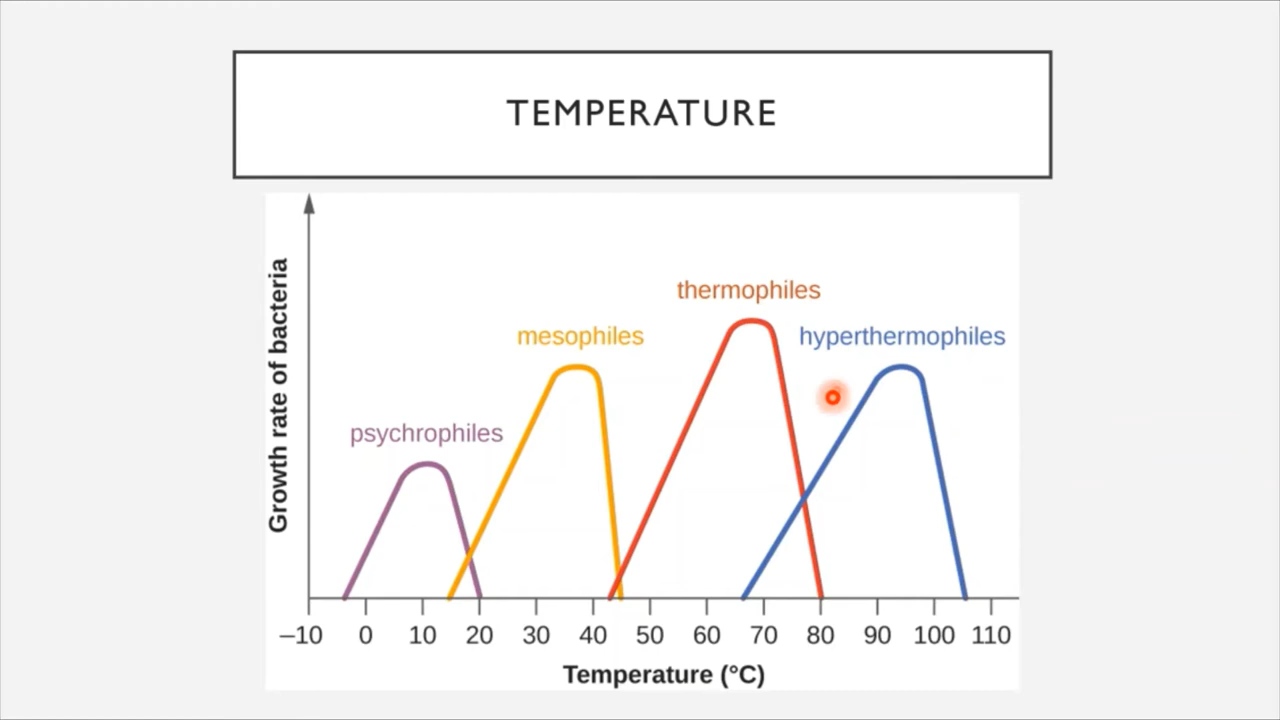 TEMPERATURE
Growth rate of bacteria
psychrophiles
mesophiles
thermophiles
hyperthermophiles
–10 0 10 20 30 40 50 60 70 80 90 100 110
Temperature (°C)